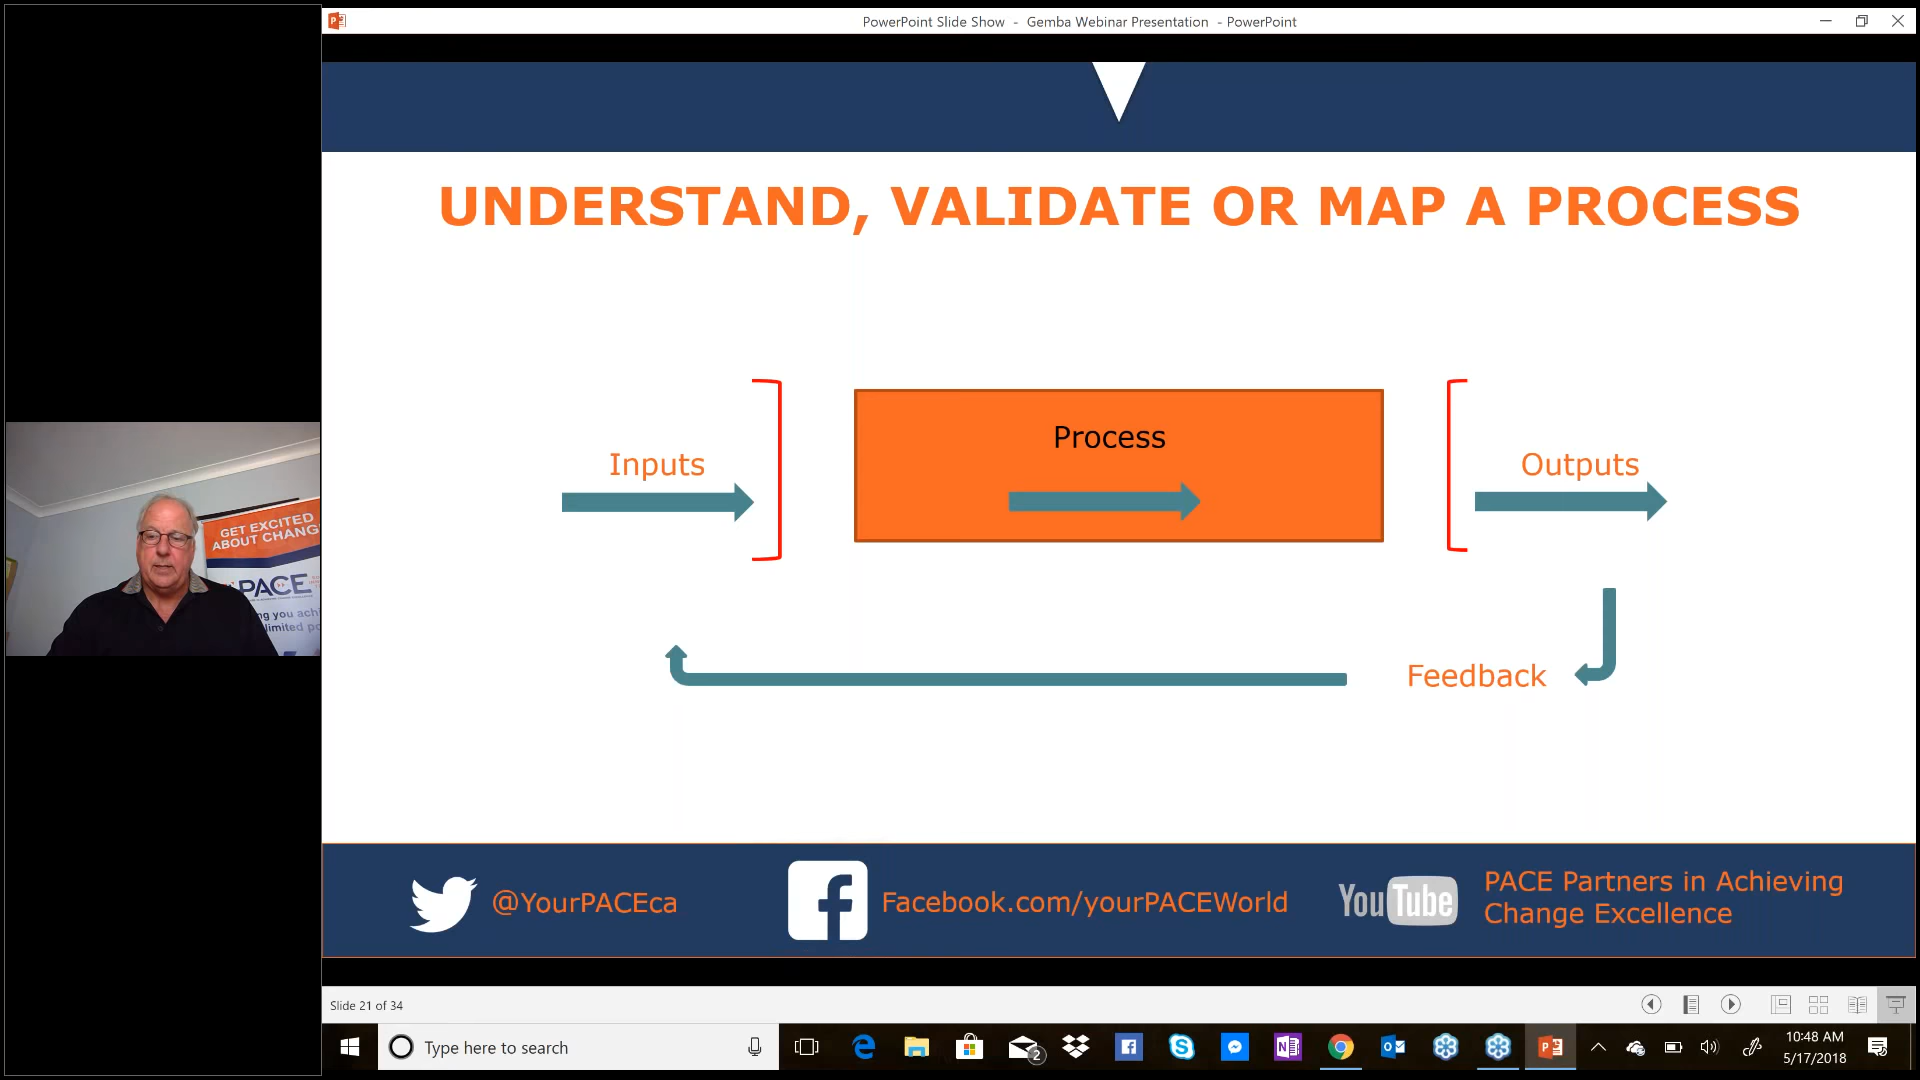 PowerPoint Slide Show - Gemba Webinar Presentation - PowerPoint
UNDERSTAND, VALIDATE OR MAP A PROCESS
Inputs
Process
Outputs
Feedback
GET EXCITED
ABOUT CHANG
PACE
@YourPACEca
Facebook.com/yourPACEWorld
YouTube
PACE Partners in Achieving
Change Excellence
Slide 21 of 34
Type here to search
2
10:48 AM
5/17/2018